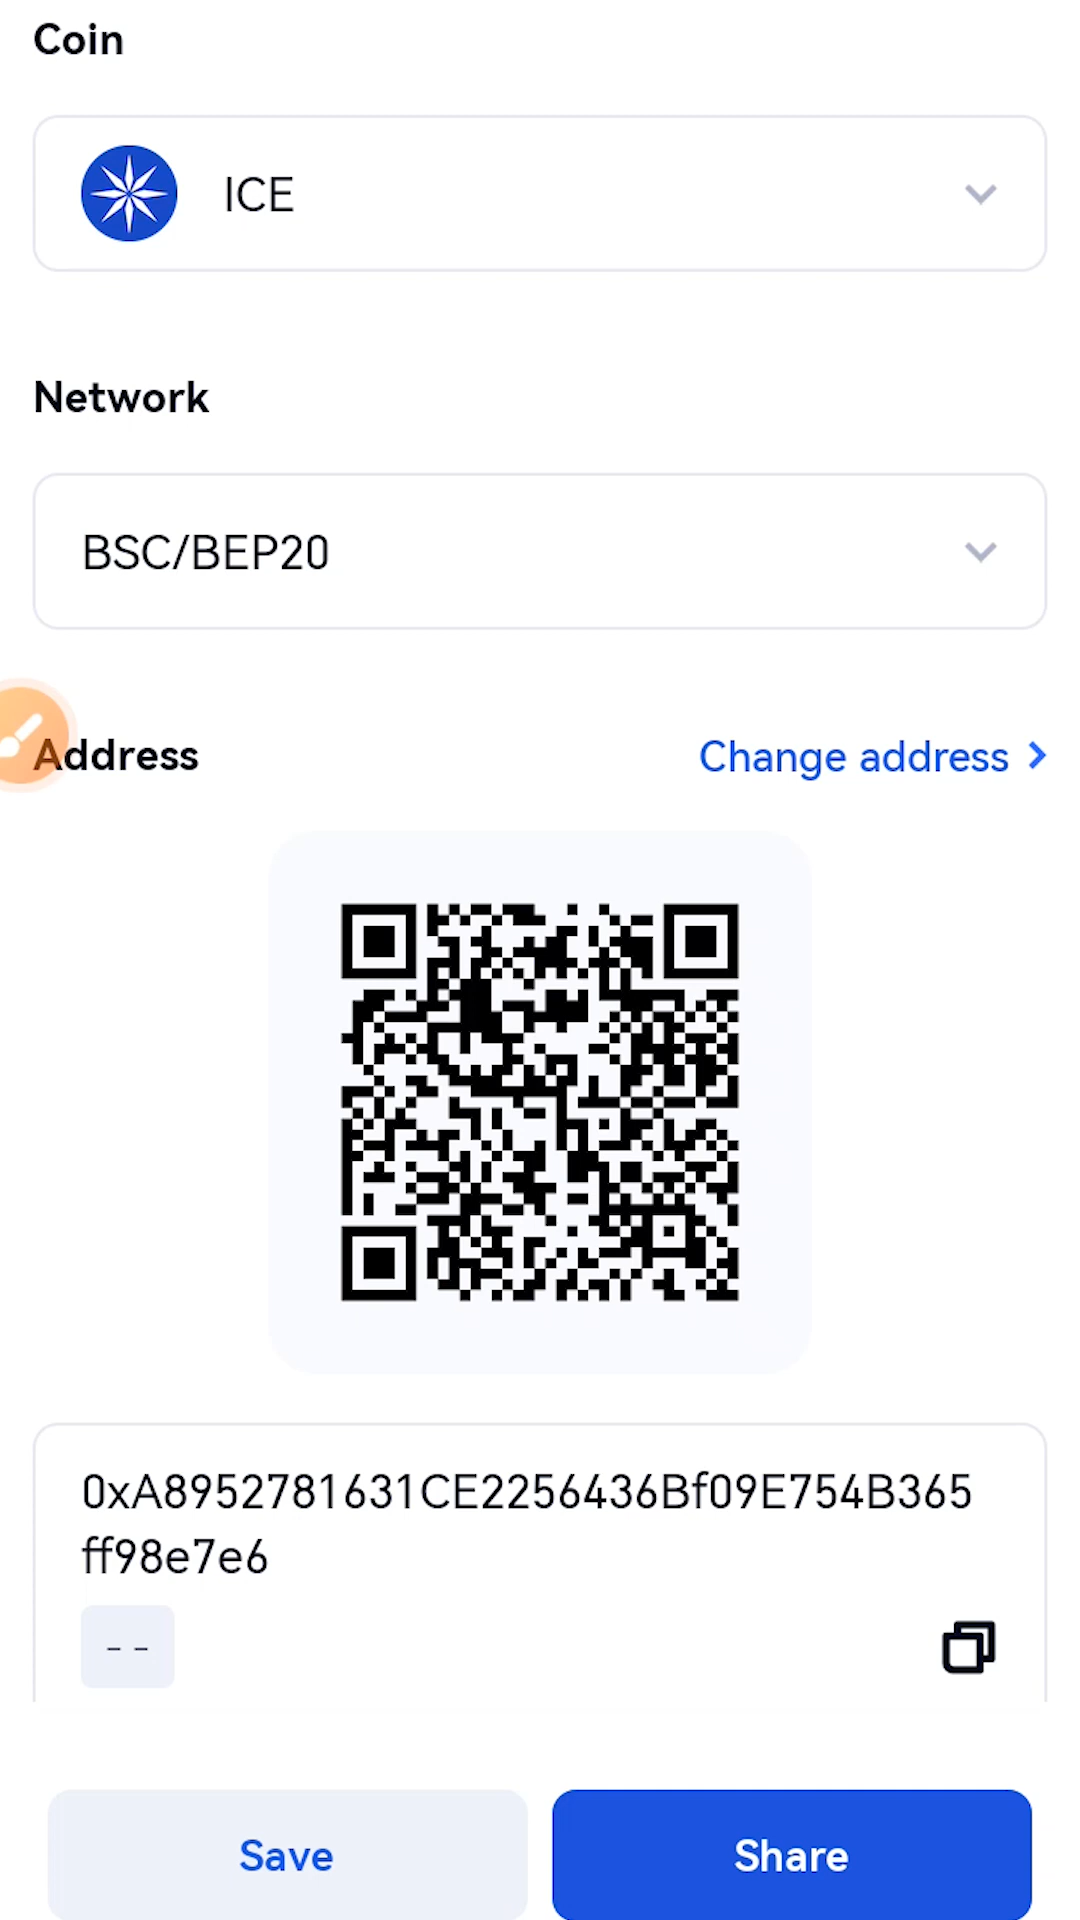 Coin
ICE
Network
BSC/BEP20
Address
Change address
0xA8952781631CE2256436Bf09E754B365
ff98e7e6
- -
Save
Share